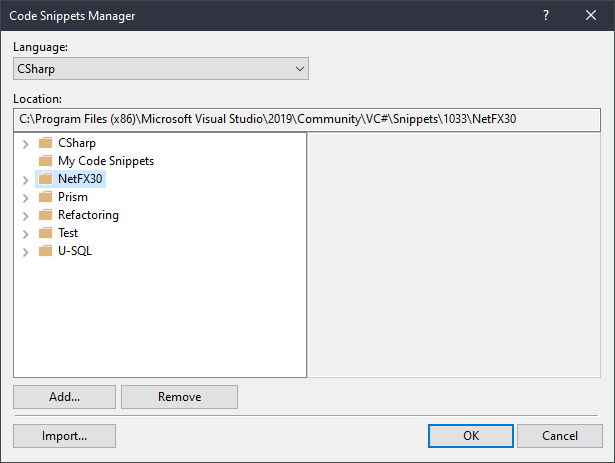 Code Snippets Manager
?
Language:
CSharp
Location:
C:\Program Files (x86)\Microsoft Visual Studio\2019\Community\VC#\Snippets\1033\NetFX30
CSharp
My Code Snippets
NetFX30
Prism
Refactoring
Test
U-SQL
Add... Remove
Import... OK Cancel